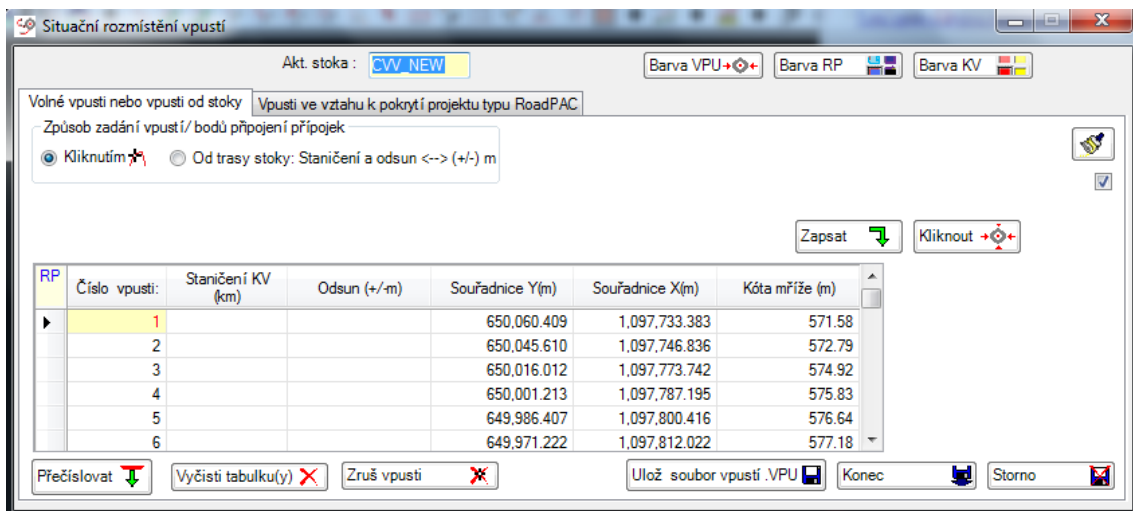 Situační rozmístění vpustí
Akt. stoka : CVV_NEW Barva VPU Barva RP Barva KV
Volné vpusti nebo vpusti od stoky Vpusti ve vztahu k pokrytí projektu typu RoadPAC
Způsob zadání vpustí/ bodů připojení přípojek
Kliknutím Od trasy stoky: Staničení a odsun <--> (+/-) m
Zapsat Kliknout
RP Číslo vpusti: Staničení KV (km) Odsun (+/-m) Souřadnice Y(m) Souřadnice X(m) Kóta mříže (m)
1 650,060.409 1,097,733.383 571.58
2 650,045.610 1,097,746.836 572.79
3 650,016.012 1,097,773.742 574.92
4 650,001.213 1,097,787.195 575.83
5 649,986.407 1,097,800.416 576.64
6 649,971.222 1,097,812.022 577.18
Přečíslovat Vyčisti tabulku(y) Zruš vpusti Ulož soubor vpustí .VPU Konec Storno